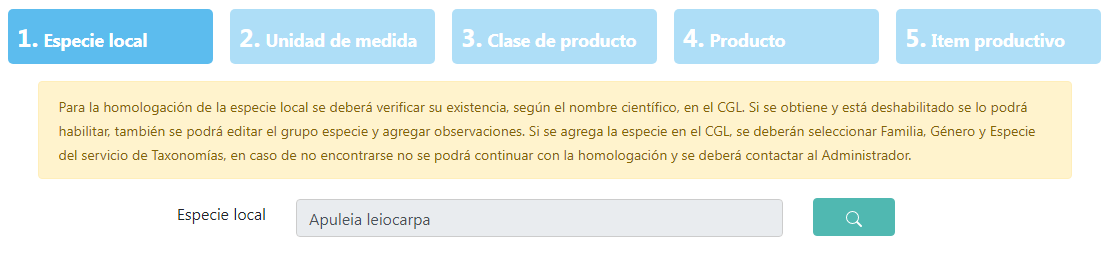 1. Especie local
2. Unidad de medida
3. Clase de producto
4. Producto
5. Item productivo
Para la homologación de la especie local se deberá verificar su existencia, según el nombre científico, en el CGL. Si se obtiene y está deshabilitado se lo podrá
habilitar, también se podrá editar el grupo especie y agregar observaciones. Si se agrega la especie en el CGL, se deberán seleccionar Familia, Género y Especie
del servicio de Taxonomías, en caso de no encontrarse no se podrá continuar con la homologación y se deberá contactar al Administrador.
Especie local
Apuleia leiocarpa